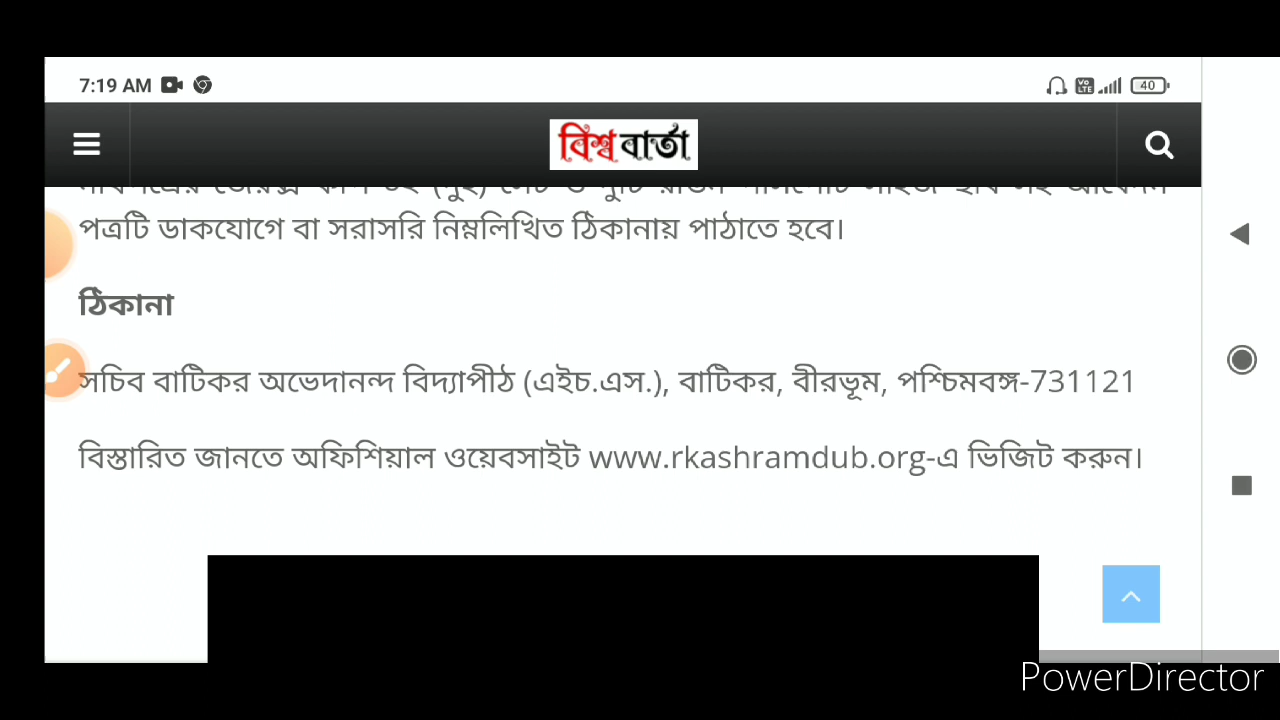 7:19 AM
VoLTE 40
বিশ্ব বার্তা
পত্রটি ডাকযোগে বা সরাসরি নিম্নলিখিত ঠিকানায় পাঠাতে হবে।
ঠিকানা
সচিব বাটিকর অভেদানন্দ বিদ্যাপীঠ (এইচ.এস.), বাটিকর, বীরভূম, পশ্চিমবঙ্গ-731121
বিস্তারিত জানতে অফিশিয়াল ওয়েবসাইট www.rkashramdub.org-এ ভিজিট করুন।
PowerDirector